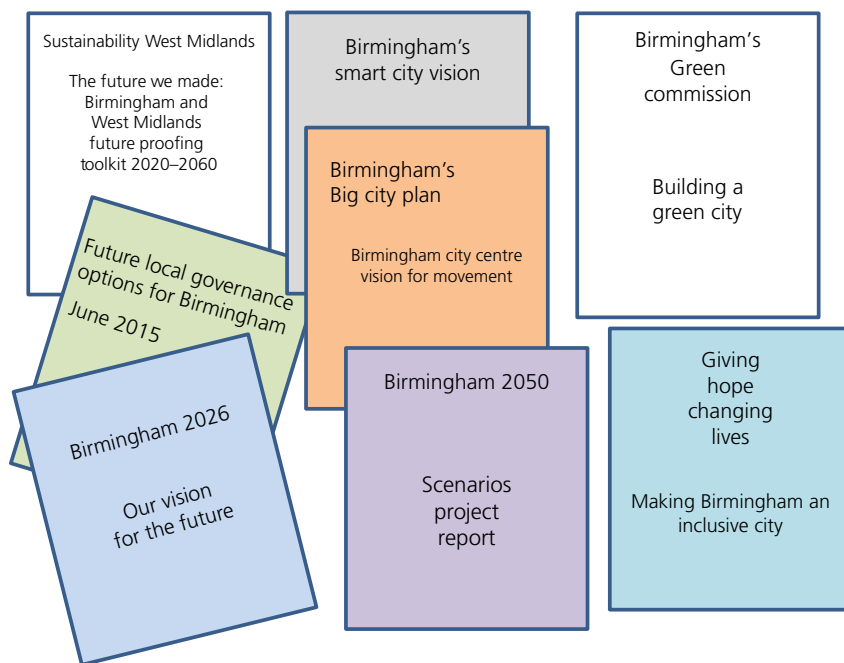 Sustainability West Midlands
The future we made:
Birmingham and
West Midlands
future proofing
toolkit 2020–2060
Birmingham's
smart city vision
Birmingham's
Green
commission
Building a
green city
Birmingham's
Big city plan
Birmingham city centre
vision for movement
Future local governance
options for Birmingham
June 2015
Birmingham 2026
Our vision
for the future
Birmingham 2050
Scenarios
project
report
Giving
hope
changing
lives
Making Birmingham an
inclusive city